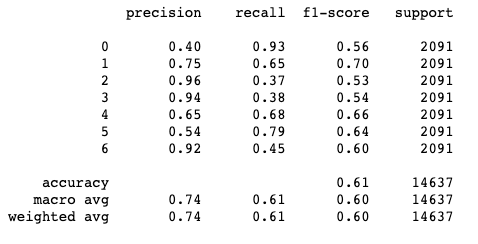 precision recall f1-score support
0 0.40 0.93 0.56 2091
1 0.75 0.65 0.70 2091
2 0.96 0.37 0.53 2091
3 0.94 0.38 0.54 2091
4 0.65 0.68 0.66 2091
5 0.54 0.79 0.64 2091
6 0.92 0.45 0.60 2091
accuracy 0.61 14637
macro avg 0.74 0.61 0.60 14637
weighted avg 0.74 0.61 0.60 14637